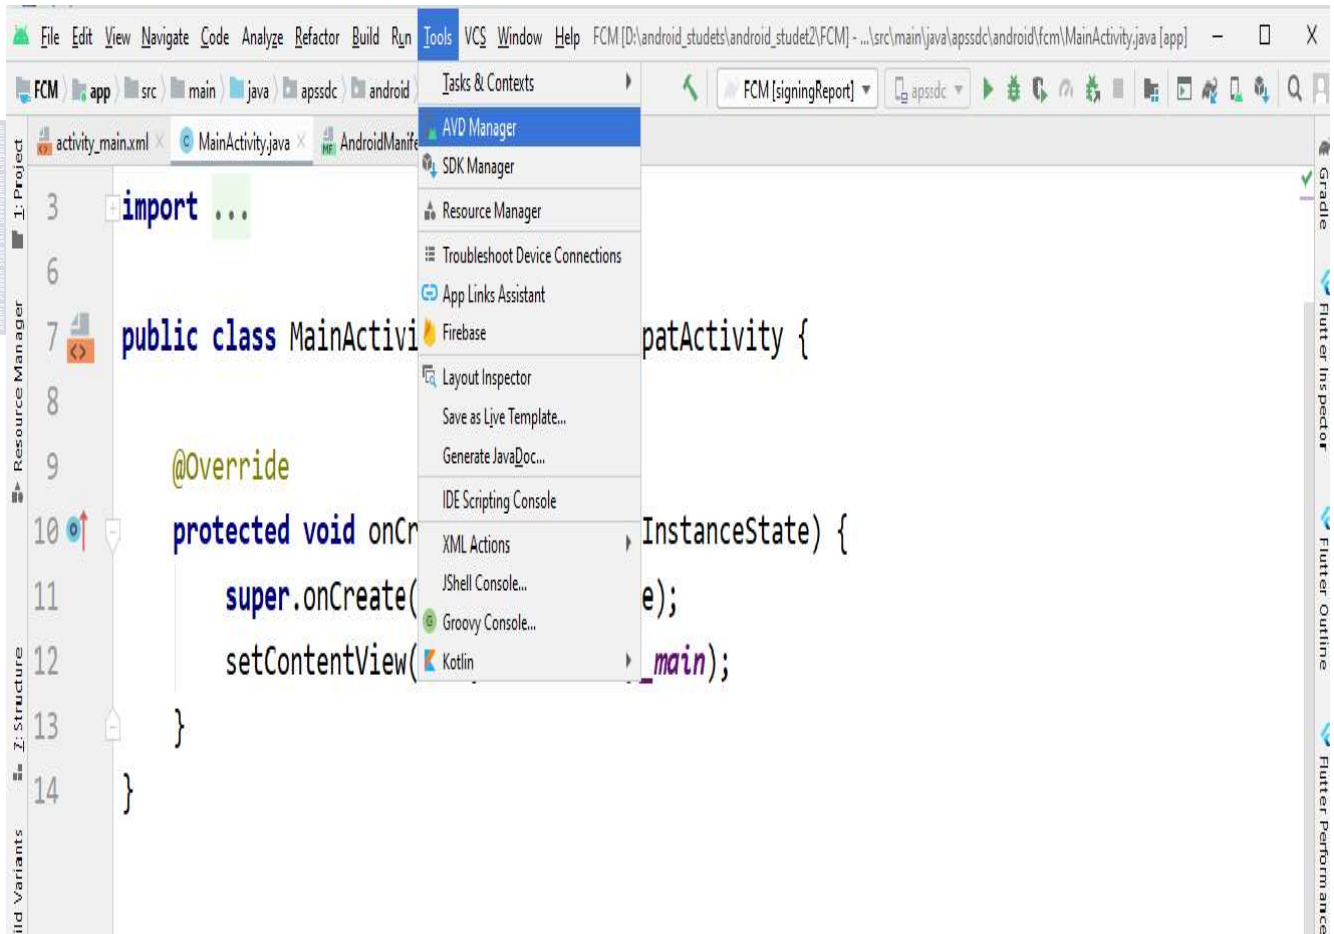 File Edit View Navigate Code Analyze Refactor Build Run Tools VCS Window Help FCM [D:\android_studets\android_studet2\FCM] - ...\src\main\java\apssdc\android\fcm\MainActivity.java [app]
FCM app src main java apssdc android
FCM [signingReport] apssdc
activity_main.xml MainActivity.java AndroidManife
Tasks & Contexts
AVD Manager
SDK Manager
Resource Manager
Troubleshoot Device Connections
App Links Assistant
Firebase
Layout Inspector
Save as Live Template...
Generate JavaDoc...
IDE Scripting Console
XML Actions
JShell Console...
Groovy Console...
Kotlin
3 import ...
6
7 public class MainActivi patActivity {
8
9 @Override
10 protected void onCr InstanceState) {
11 super.onCreate( e);
12 setContentView( _main);
13 }
14 }
1: Project
Resource Manager
Z: Structure
ild Variants
Gradle
Flutter Inspector
Flutter Outline
Flutter Performance